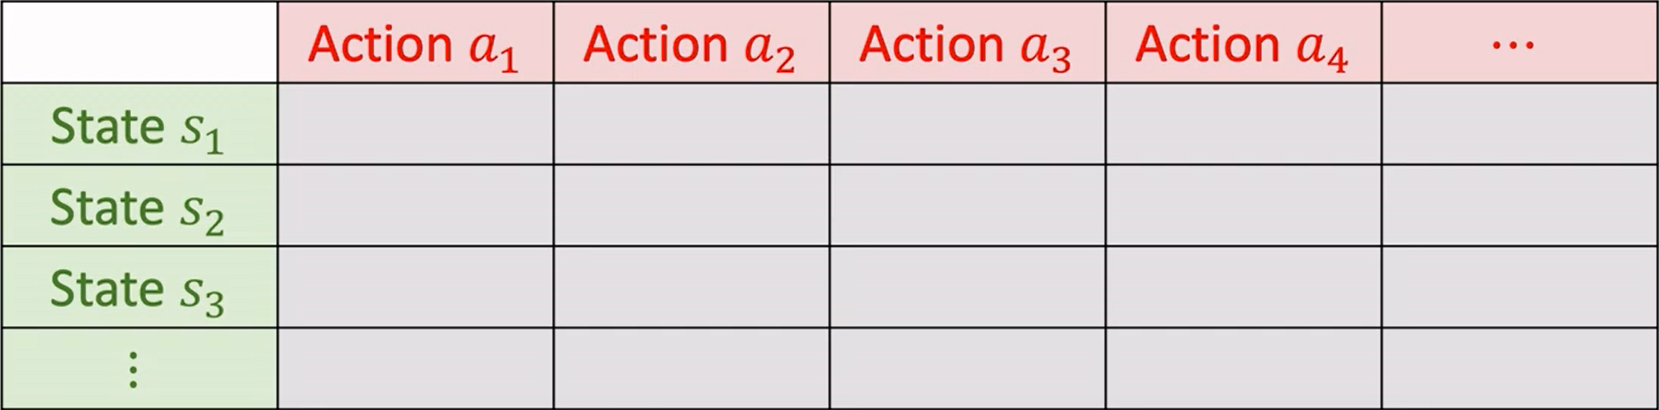 Action a₁ Action a₂ Action a₃ Action a₄ ⋯
State s₁
State s₂
State s₃
⋮